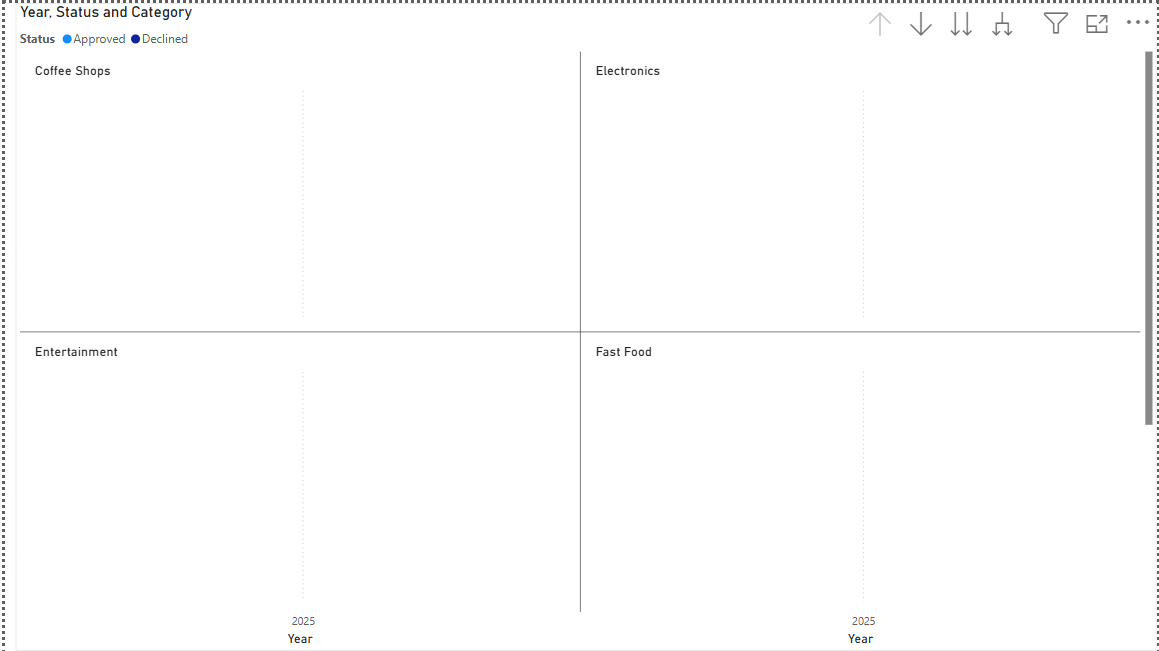 Year, Status and Category
Status Approved Declined
Coffee Shops
Electronics
Entertainment
Fast Food
2025
2025
Year
Year